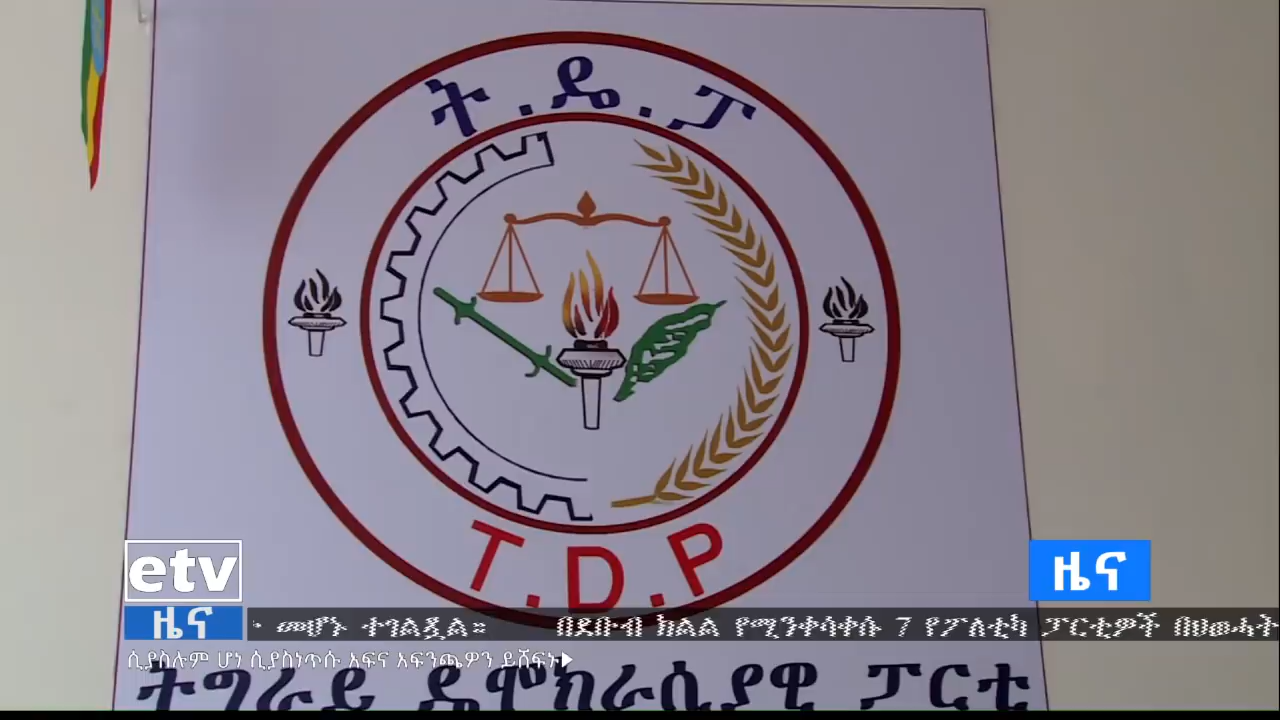 ት.ዴ.ፓ
T.D.P
etv
ዜና
ዜና
መሆኑ ተገልጿል። በደቡብ ክልል የሚንቀሳቀሱ 7 የፖለቲካ ፓርቲዎች በህወሓት
ሲያስሉም ሆነ ሲያስነጥሱ አፍና አፍንጫዎን ይሸፍኑ
ትግራይ ዴሞክራሲያዊ ፓርቲ